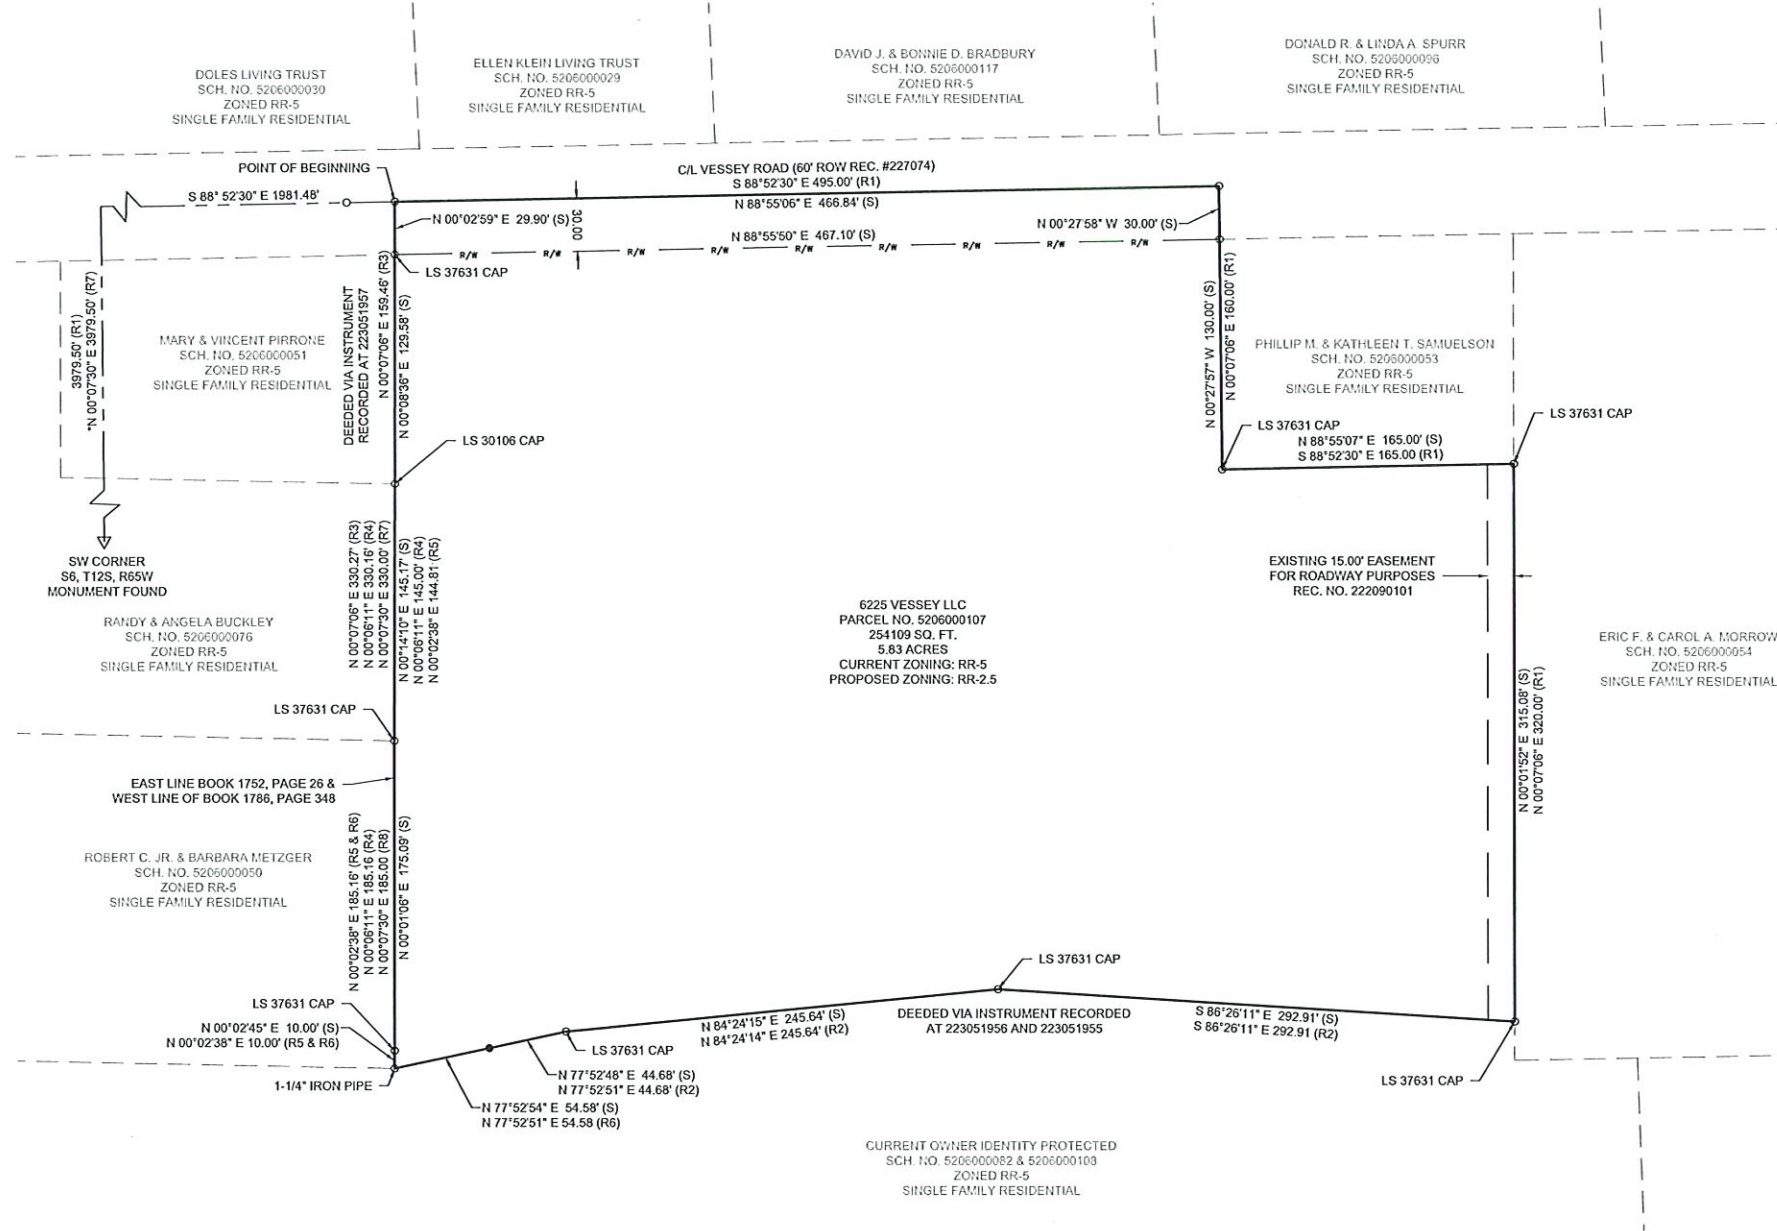 DOLES LIVING TRUST
SCH. NO. 5206000030
ZONED RR-5
SINGLE FAMILY RESIDENTIAL
ELLEN KLEIN LIVING TRUST
SCH. NO. 5206000029
ZONED RR-5
SINGLE FAMILY RESIDENTIAL
DAVID J. & BONNIE D. BRADBURY
SCH. NO. 5206000117
ZONED RR-5
SINGLE FAMILY RESIDENTIAL
DONALD R. & LINDA A. SPURR
SCH. NO. 5206000096
ZONED RR-5
SINGLE FAMILY RESIDENTIAL
POINT OF BEGINNING
S 88° 52'30" E 1981.48'
C/L VESSEY ROAD (60' ROW REC. #227074)
S 88°52'30" E 495.00' (R1)
N 88°55'06" E 466.84' (S)
N 00°02'59" E 29.90' (S)
30.00
N 88°55'50" E 467.10' (S)
N 00°27'58" W 30.00' (S)
R/W R/W R/W R/W R/W R/W R/W R/W R/W
LS 37631 CAP
3979.50' (R1)
*N 00°07'30" E 3979.50' (R7)
MARY & VINCENT PIRRONE
SCH. NO. 5206000051
ZONED RR-5
SINGLE FAMILY RESIDENTIAL
DEEDED VIA INSTRUMENT
RECORDED AT 223051957
N 00°07'06" E 159.46' (R3)
N 00°08'36" E 129.58' (S)
LS 30106 CAP
N 00°27'57" W 130.00' (S)
N 00°07'06" E 160.00' (R1)
PHILLIP M. & KATHLEEN T. SAMUELSON
SCH. NO. 5206000053
ZONED RR-5
SINGLE FAMILY RESIDENTIAL
LS 37631 CAP
LS 37631 CAP
N 88°55'07" E 165.00' (S)
S 88°52'30" E 165.00 (R1)
SW CORNER
S6, T12S, R65W
MONUMENT FOUND
RANDY & ANGELA BUCKLEY
SCH. NO. 5206000076
ZONED RR-5
SINGLE FAMILY RESIDENTIAL
N 00°07'06" E 330.27' (R3)
N 00°06'11" E 330.16' (R4)
N 00°07'30" E 330.00' (R7)
N 00°14'10" E 145.17' (S)
N 00°06'11" E 145.00' (R4)
N 00°02'38" E 144.81' (R5)
EXISTING 15.00' EASEMENT
FOR ROADWAY PURPOSES
REC. NO. 222090101
6225 VESSEY LLC
PARCEL NO. 5206000107
254109 SQ. FT.
5.83 ACRES
CURRENT ZONING: RR-5
PROPOSED ZONING: RR-2.5
ERIC F. & CAROL A. MORROW
SCH. NO. 5206000054
ZONED RR-5
SINGLE FAMILY RESIDENTIAL
N 00°01'52" E 315.08' (S)
N 00°07'06" E 320.00' (R1)
LS 37631 CAP
EAST LINE BOOK 1752, PAGE 26 &
WEST LINE OF BOOK 1786, PAGE 348
ROBERT C. JR. & BARBARA METZGER
SCH. NO. 5206000050
ZONED RR-5
SINGLE FAMILY RESIDENTIAL
N 00°02'38" E 185.16' (R5 & R6)
N 00°06'11" E 185.16 (R4)
N 00°07'30" E 185.00 (R8)
N 00°01'06" E 175.09' (S)
LS 37631 CAP
N 00°02'45" E 10.00' (S)
N 00°02'38" E 10.00' (R5 & R6)
1-1/4" IRON PIPE
LS 37631 CAP
N 84°24'15" E 245.64' (S)
N 84°24'14" E 245.64' (R2)
DEEDED VIA INSTRUMENT RECORDED
AT 223051956 AND 223051955
S 86°26'11" E 292.91' (S)
S 86°26'11" E 292.91 (R2)
LS 37631 CAP
N 77°52'48" E 44.68' (S)
N 77°52'51" E 44.68' (R2)
N 77°52'54" E 54.58' (S)
N 77°52'51" E 54.58 (R6)
LS 37631 CAP
CURRENT OWNER IDENTITY PROTECTED
SCH. NO. 5206000082 & 5206000108
ZONED RR-5
SINGLE FAMILY RESIDENTIAL